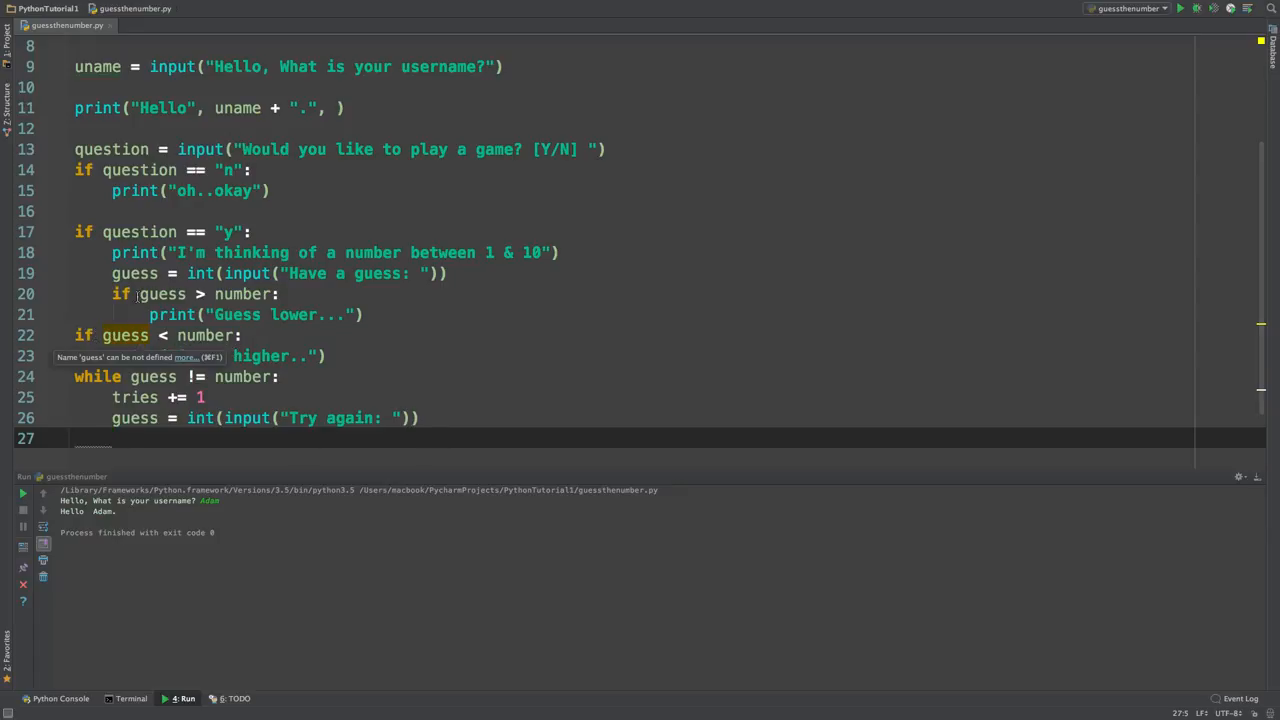 PythonTutorial1 guessthenumber.py guessthenumber
guessthenumber.py
1: Project
Z: Structure
2: Favorites
Database
8
9 uname = input("Hello, What is your username?")
10
11 print("Hello", uname + ".", )
12
13 question = input("Would you like to play a game? [Y/N] ")
14 if question == "n":
15 print("oh..okay")
16
17 if question == "y":
18 print("I'm thinking of a number between 1 & 10")
19 guess = int(input("Have a guess: "))
20 if guess > number:
21 print("Guess lower...")
22 if guess < number:
23 higher..")
Name 'guess' can be not defined more... (⌘F1)
24 while guess != number:
25 tries += 1
26 guess = int(input("Try again: "))
27
Run guessthenumber
/Library/Frameworks/Python.framework/Versions/3.5/bin/python3.5 /Users/macbook/PycharmProjects/PythonTutorial1/guessthenumber.py
Hello, What is your username? Adam
Hello Adam.
Process finished with exit code 0
Python Console Terminal 4: Run 6: TODO Event Log
27:5 LF÷ UTF-8÷